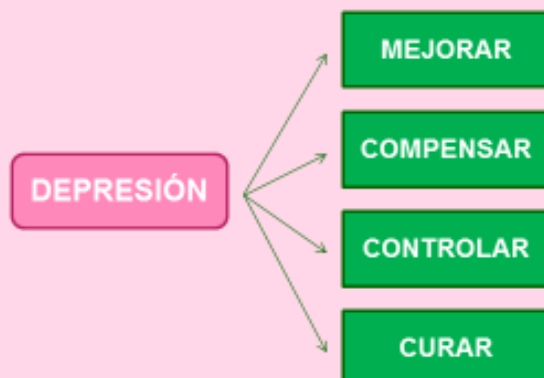 DEPRESIÓN
MEJORAR
COMPENSAR
CONTROLAR
CURAR